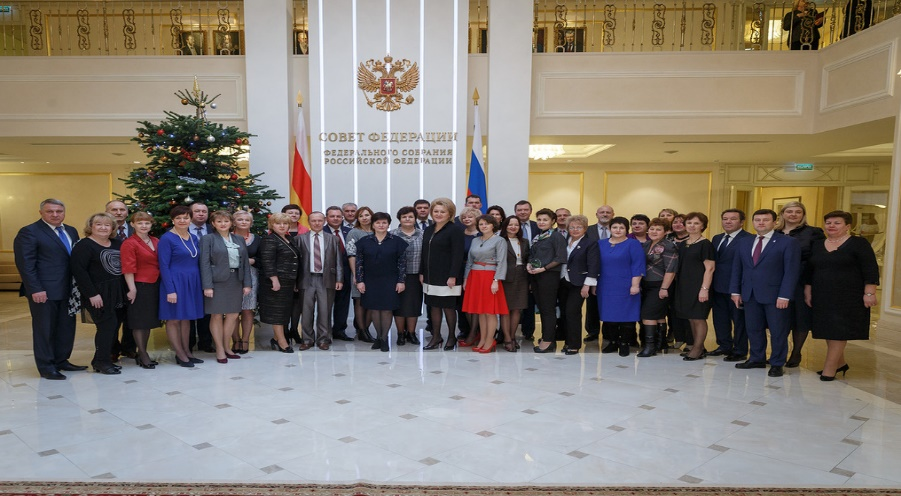 СОВЕТ ФЕДЕРАЦИИ
ФЕДЕРАЛЬНОГО СОБРАНИЯ
РОССИЙСКОЙ ФЕДЕРАЦИИ